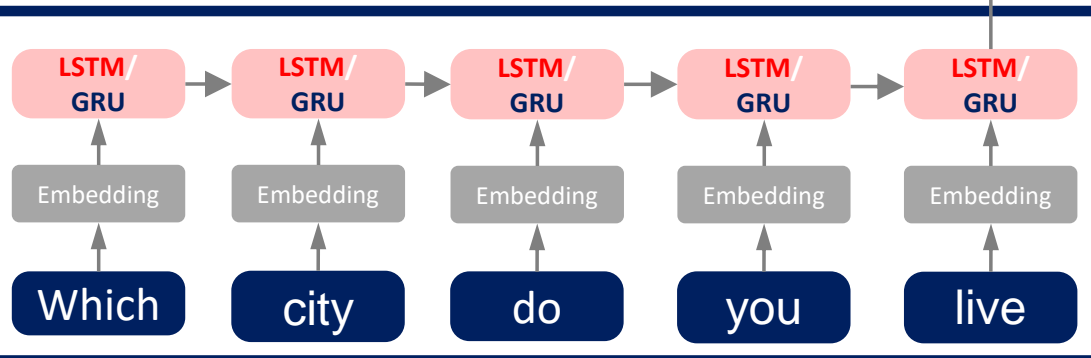 LSTM/ LSTM/ LSTM/ LSTM/ LSTM/
GRU GRU GRU GRU GRU
Embedding Embedding Embedding Embedding Embedding
Which city do you live